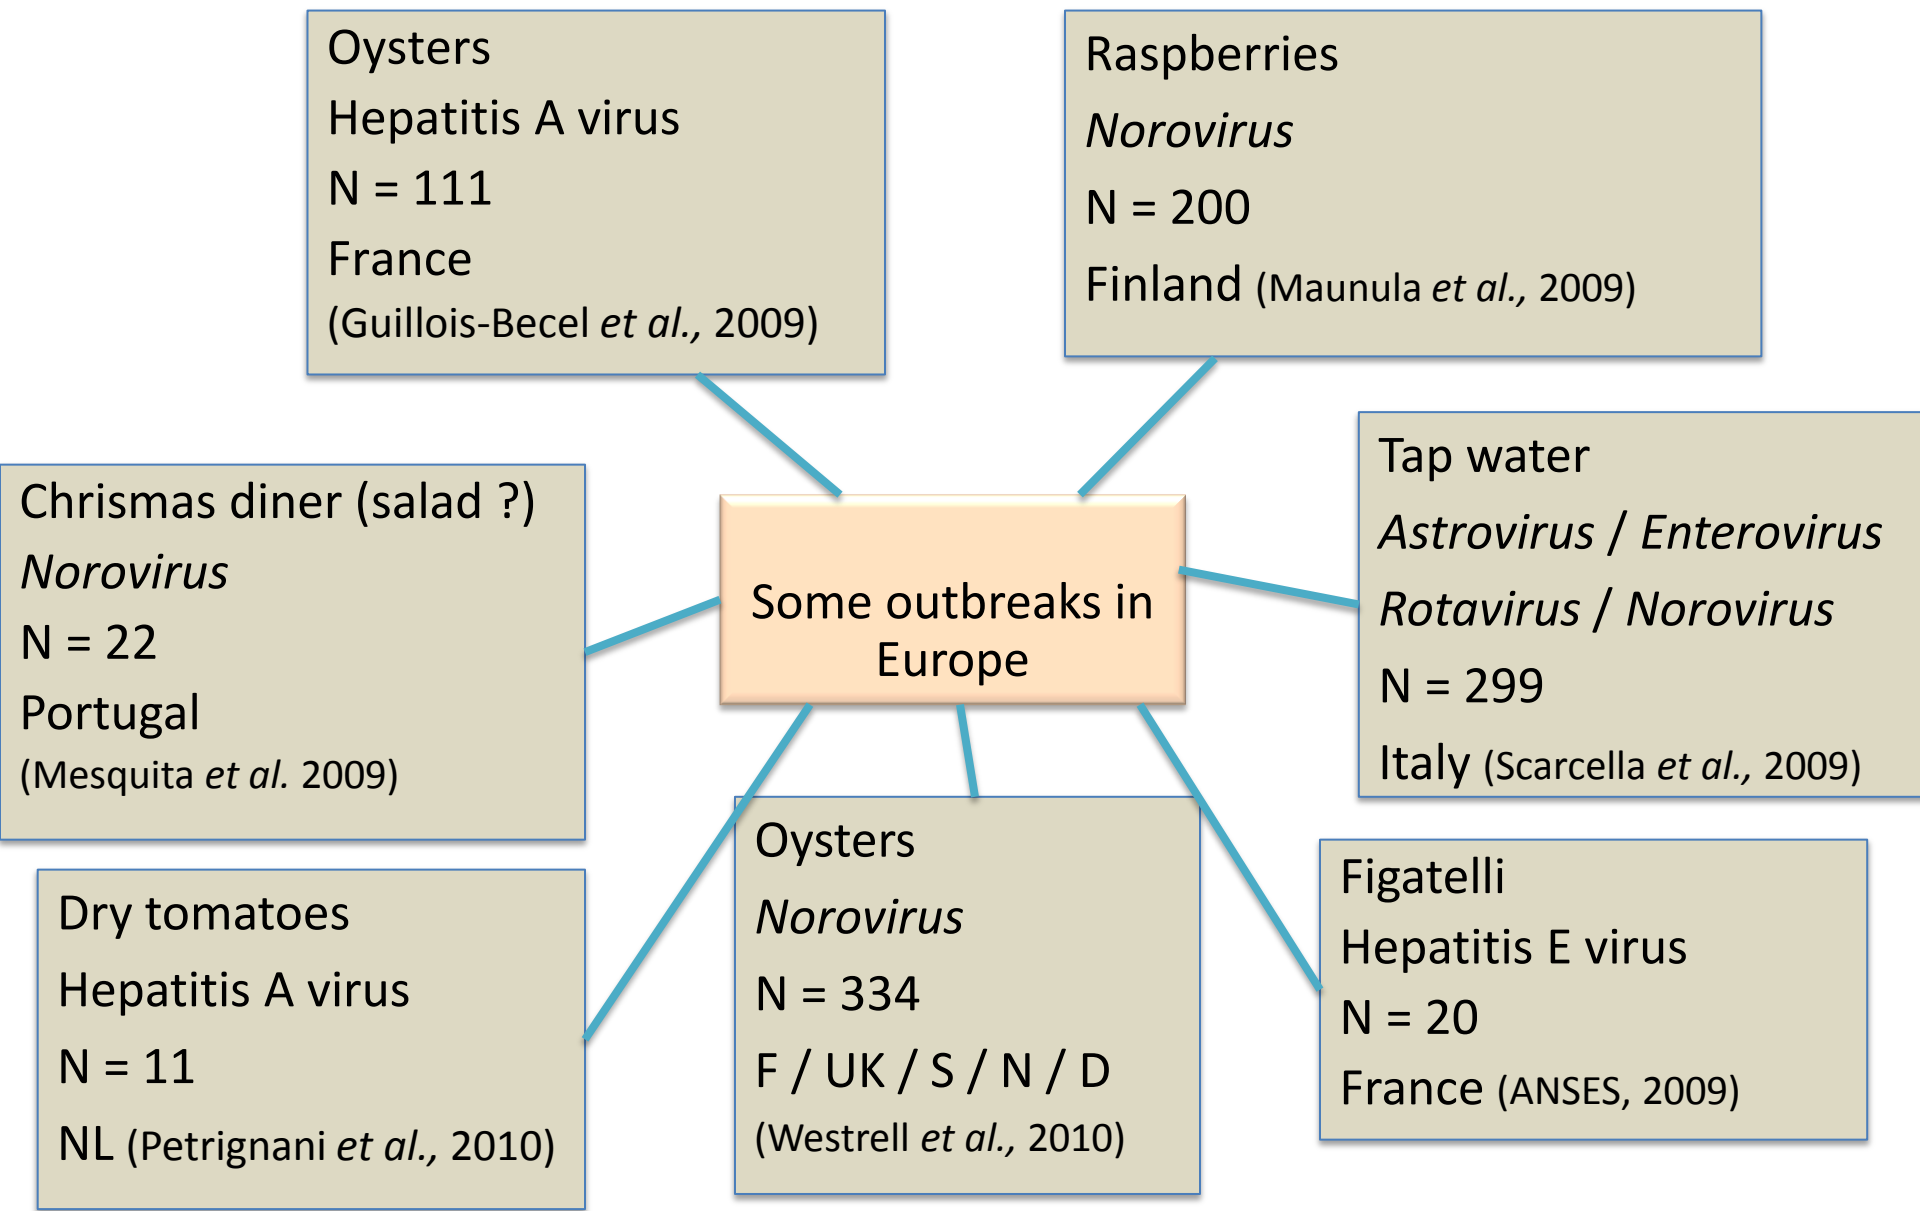 Oysters
Hepatitis A virus
N = 111
France
(Guillois-Becel et al., 2009)
Raspberries
Norovirus
N = 200
Finland (Maunula et al., 2009)
Chrismas diner (salad ?)
Norovirus
N = 22
Portugal
(Mesquita et al. 2009)
Some outbreaks in
Europe
Tap water
Astrovirus / Enterovirus
Rotavirus / Norovirus
N = 299
Italy (Scarcella et al., 2009)
Dry tomatoes
Hepatitis A virus
N = 11
NL (Petrignani et al., 2010)
Oysters
Norovirus
N = 334
F / UK / S / N / D
(Westrell et al., 2010)
Figatelli
Hepatitis E virus
N = 20
France (ANSES, 2009)